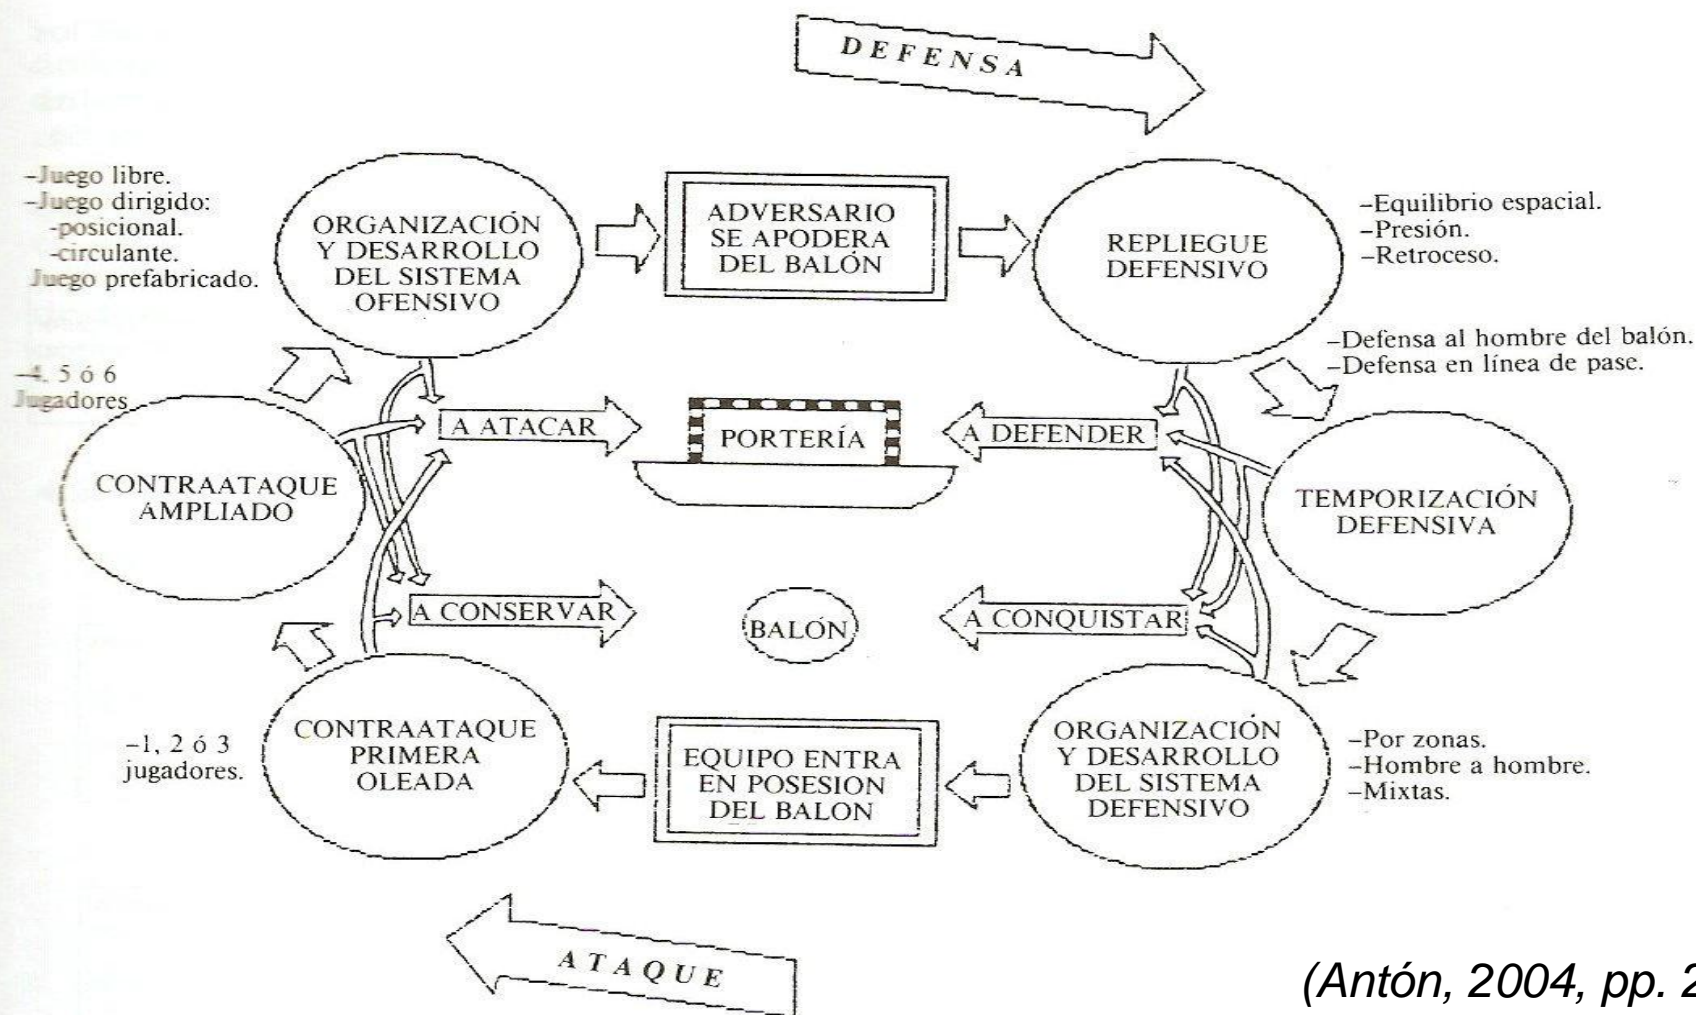 DEFENSA
-Juego libre.
-Juego dirigido:
-posicional.
-circulante.
Juego prefabricado.
ORGANIZACIÓN
Y DESARROLLO
DEL SISTEMA
OFENSIVO
ADVERSARIO
SE APODERA
DEL BALÓN
REPLIEGUE
DEFENSIVO
-Equilibrio espacial.
-Presión.
-Retroceso.
-Defensa al hombre del balón.
-Defensa en línea de pase.
-4, 5 ó 6
Jugadores
A ATACAR
PORTERÍA
A DEFENDER
CONTRAATAQUE
AMPLIADO
TEMPORIZACIÓN
DEFENSIVA
A CONSERVAR
BALÓN
A CONQUISTAR
-1, 2 ó 3
jugadores.
CONTRAATAQUE
PRIMERA
OLEADA
EQUIPO ENTRA
EN POSESION
DEL BALON
ORGANIZACIÓN
Y DESARROLLO
DEL SISTEMA
DEFENSIVO
-Por zonas.
-Hombre a hombre.
-Mixtas.
ATAQUE
(Antón, 2004, pp. 2